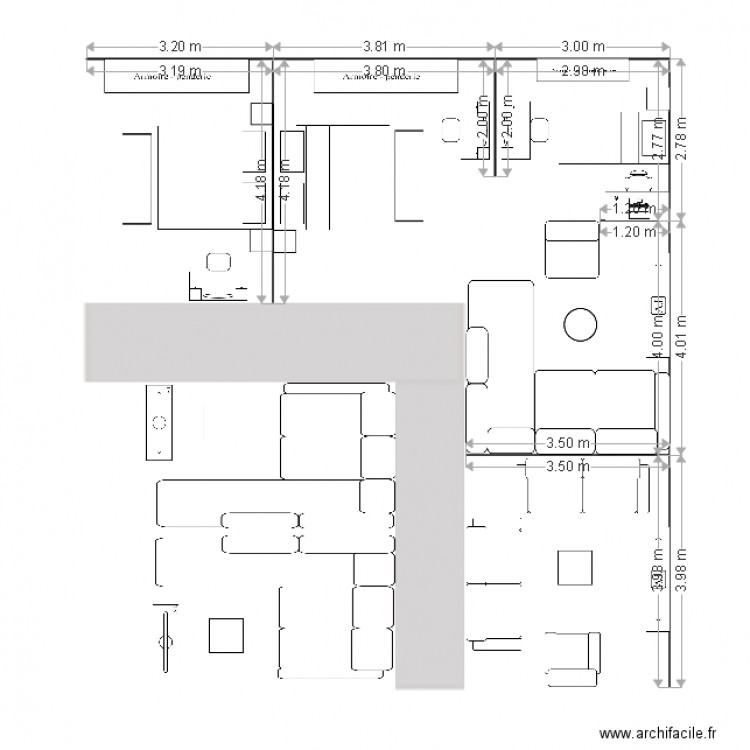 3.20 m 3.81 m 3.00 m
3.19 m 3.80 m 2.98 m
Armoire - penderie Armoire - penderie
2.00 m 2.00 m 2.77 m 2.78 m
4.18 m 4.18 m
1.20 m
1.20 m
4.00 m 4.01 m
3.50 m
3.50 m
3.98 m
www.archifacile.fr